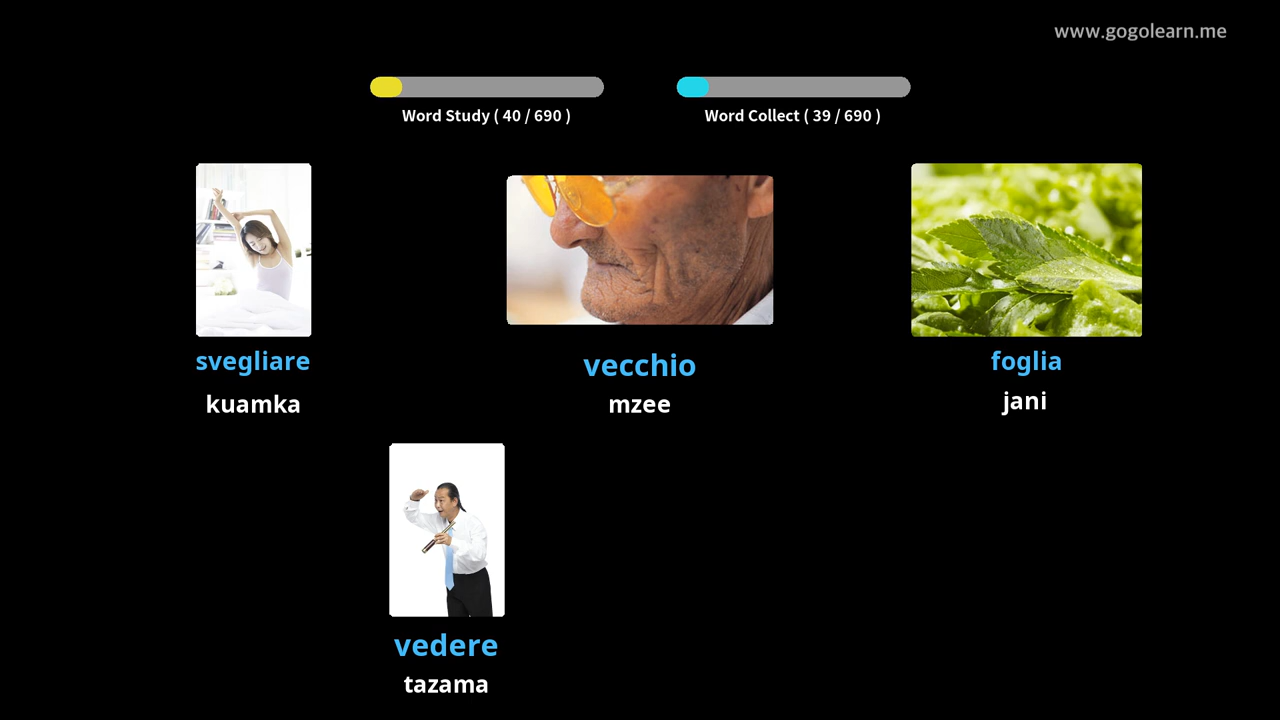 www.gogolearn.me
Word Study ( 40 / 690 )
Word Collect ( 39 / 690 )
svegliare
kuamka
vecchio
mzee
foglia
jani
vedere
tazama